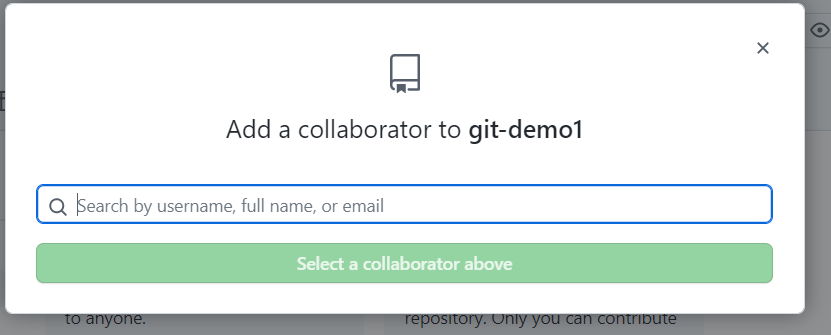 Add a collaborator to git-demo1
Search by username, full name, or email
Select a collaborator above
to anyone.
repository. Only you can contribute